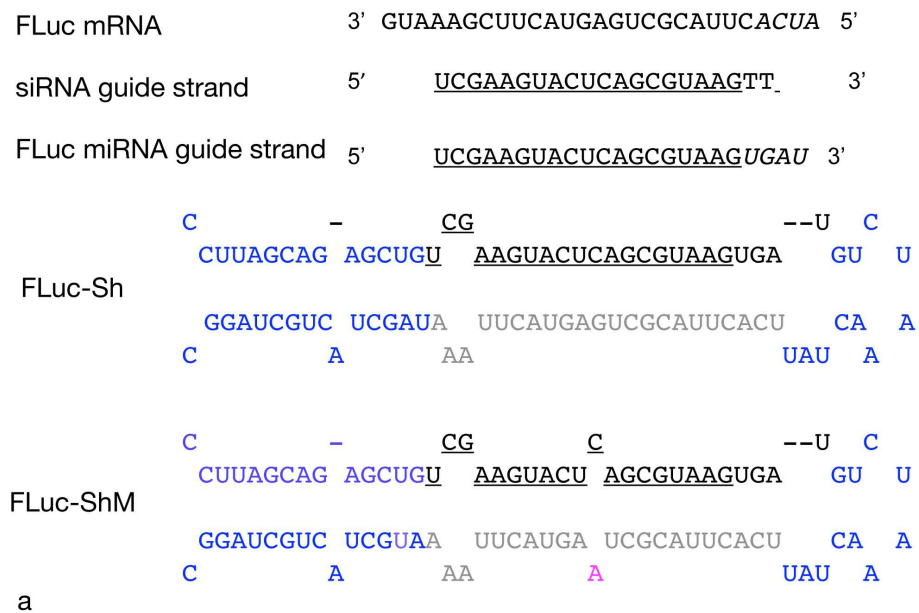 FLuc mRNA 3' GUAAAGCUUCAUGAGUCGCAUUCACUA 5'
siRNA guide strand 5' UCGAAGUACUCAGCGUAAGTT 3'
FLuc miRNA guide strand 5' UCGAAGUACUCAGCGUAAGUGAU 3'
C - CG --U C
CUUAGCAG AGCUGU AAGUACUCAGCGUAAGUGA GU U
FLuc-Sh
GGAUCGUC UCGAUA UUCAUGAGUCGCAUUCACU CA A
C A AA UAU A
C - CG C --U C
CUUAGCAG AGCUGU AAGUACU AGCGUAAGUGA GU U
FLuc-ShM
GGAUCGUC UCGUAA UUCAUGA UCGCAUUCACU CA A
C A AA A UAU A
a